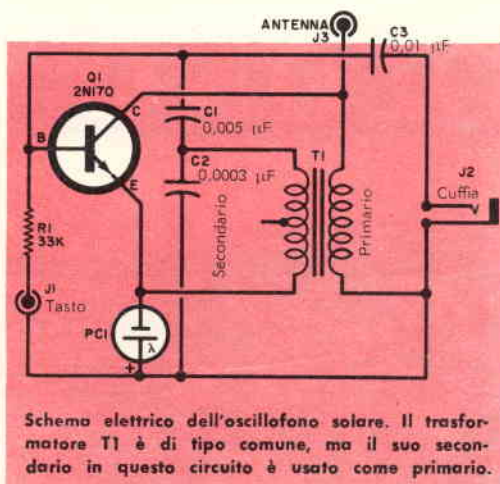 ANTENNA
J3
C3
0,01 µF.
Q1
2N170
C
B
E
C1
0,005 µF
C2
0,0003 µF
T1
Secondario
Primario
J2
Cuffia
R1
33K
J1
Tasto
PC1
λ
+
Schema elettrico dell'oscillofono solare. Il trasfor-
matore T1 è di tipo comune, ma il suo secon-
dario in questo circuito è usato come primario.